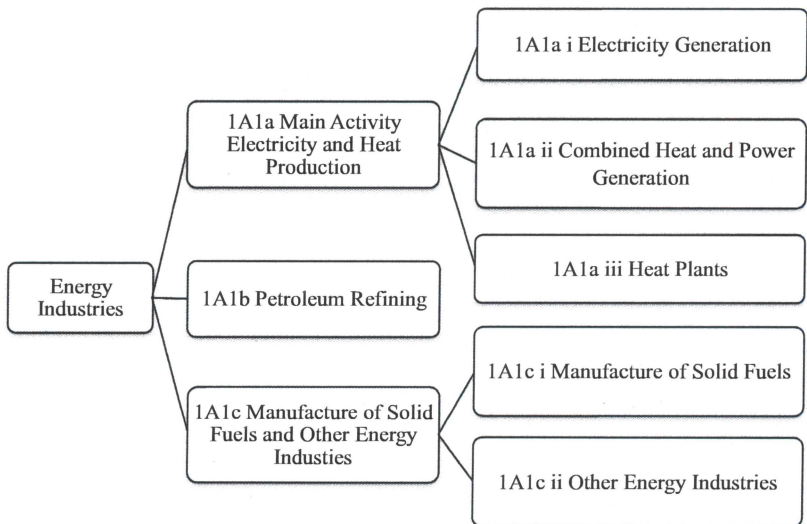 Energy
Industries
1A1a Main Activity
Electricity and Heat
Production
1A1b Petroleum Refining
1A1c Manufacture of Solid
Fuels and Other Energy
Industies
1A1a i Electricity Generation
1A1a ii Combined Heat and Power
Generation
1A1a iii Heat Plants
1A1c i Manufacture of Solid Fuels
1A1c ii Other Energy Industries